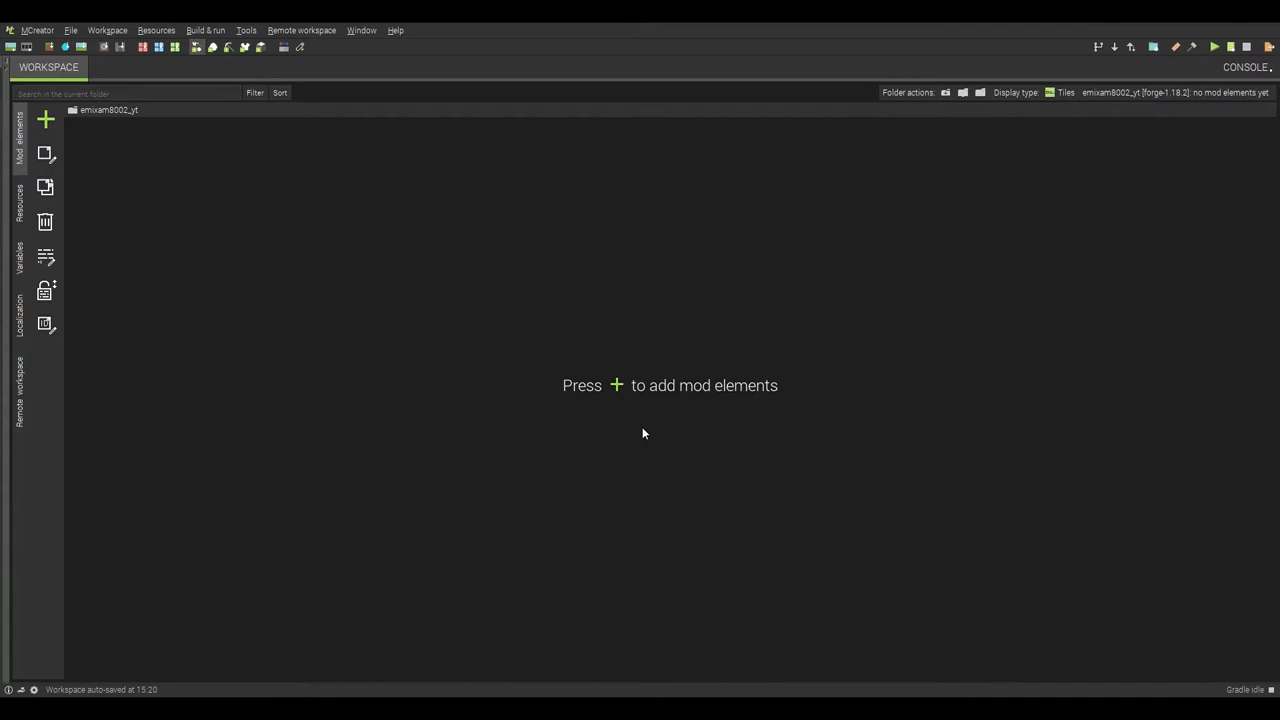 MCreator File Workspace Resources Build & run Tools Remote workspace Window Help
WORKSPACE
CONSOLE
Search in the current folder
Filter
Sort
Folder actions:
Display type:
Tiles
emixam8002_yt [forge-1.18.2]: no mod elements yet
emixam8002_yt
Mod elements
Resources
Variables
Localization
Remote workspace
Press + to add mod elements
Workspace auto-saved at 15:20
Gradle idle